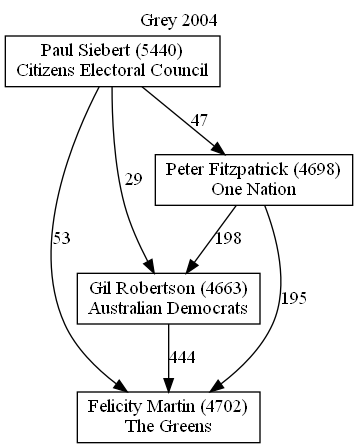 Grey 2004
Paul Siebert (5440)
Citizens Electoral Council
47
Peter Fitzpatrick (4698)
One Nation
29
53
198
Gil Robertson (4663)
Australian Democrats
195
444
Felicity Martin (4702)
The Greens